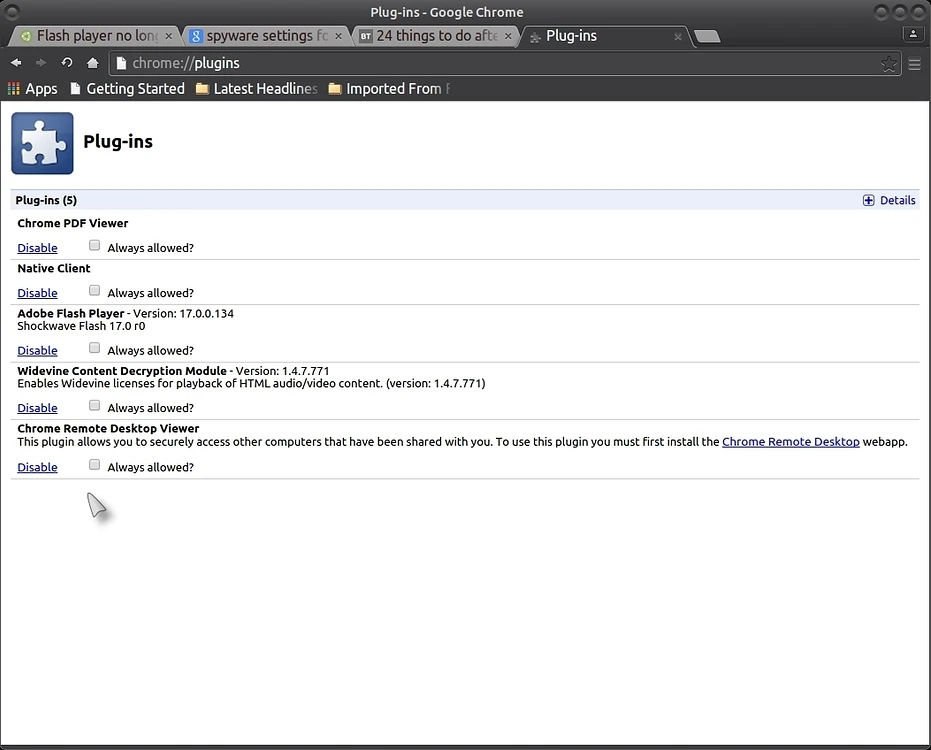 Plug-ins - Google Chrome
Flash player no long
spyware settings fo
24 things to do afte
Plug-ins
chrome://plugins
Apps Getting Started Latest Headlines Imported From F
Plug-ins
Plug-ins (5) Details
Chrome PDF Viewer
Disable Always allowed?
Native Client
Disable Always allowed?
Adobe Flash Player - Version: 17.0.0.134
Shockwave Flash 17.0 r0
Disable Always allowed?
Widevine Content Decryption Module - Version: 1.4.7.771
Enables Widevine licenses for playback of HTML audio/video content. (version: 1.4.7.771)
Disable Always allowed?
Chrome Remote Desktop Viewer
This plugin allows you to securely access other computers that have been shared with you. To use this plugin you must first install the Chrome Remote Desktop webapp.
Disable Always allowed?